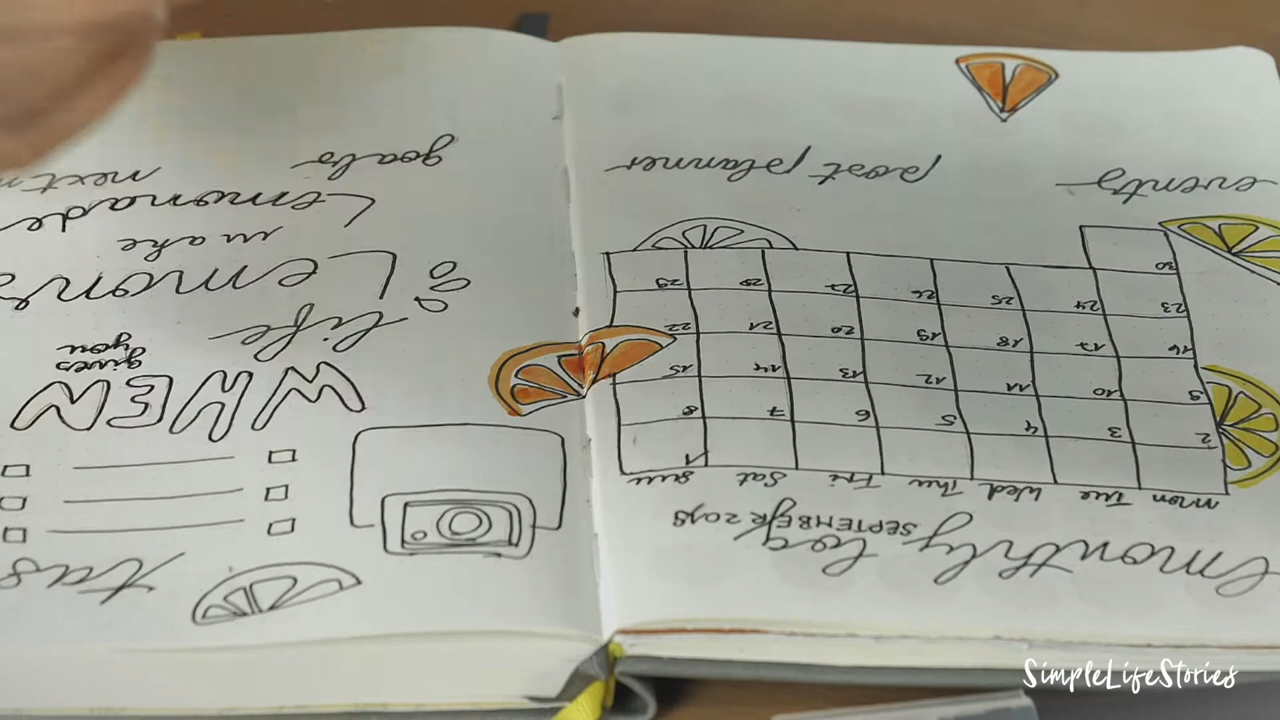 monthly log
SEPTEMBER 2018
mon Tue Wed Thu Fri Sat sun
1
2 3 4 5 6 7 8
9 10 11 12 13 14 15
16 17 18 19 20 21 22
23 24 25 26 27 28 29
30
events post planner
tas
WHEN
gives
you
life
Lemons
make
Lemonade
goals next m
SimpleLifeStories